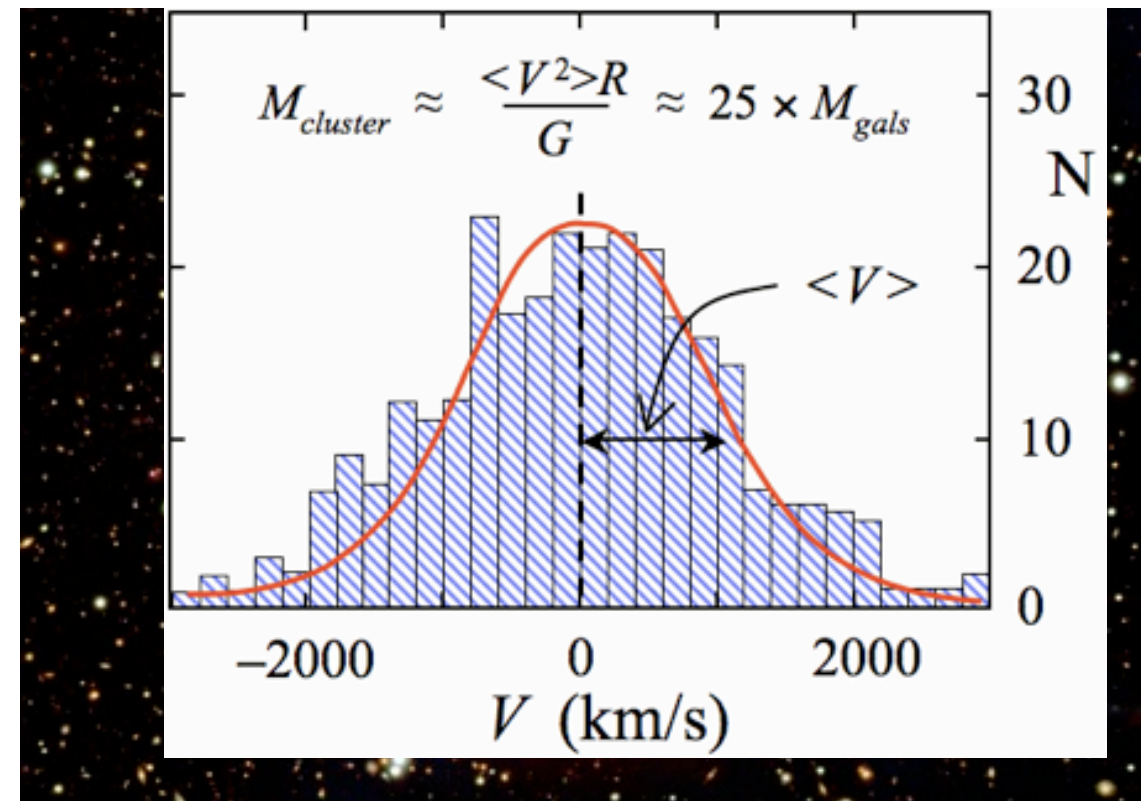 M_cluster ≈ <V²>R / G ≈ 25 × M_gals
30
N
20
<V>
10
0
–2000 0 2000
V (km/s)